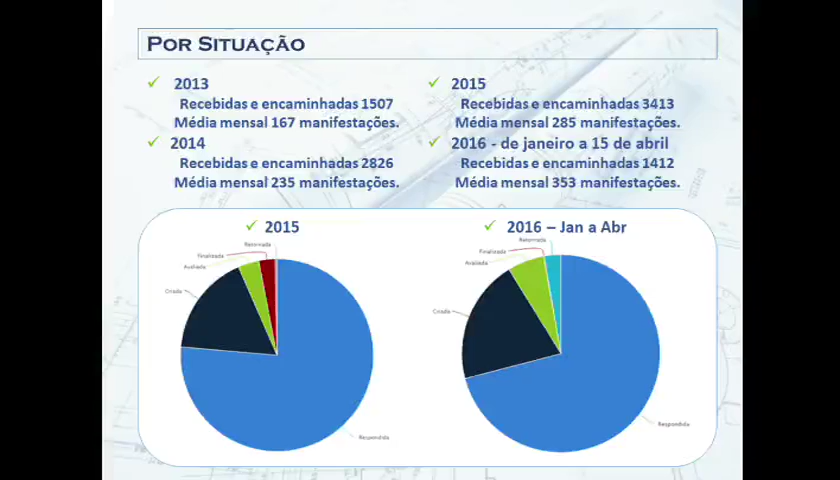 POR SITUAÇÃO
2013
Recebidas e encaminhadas 1507
Média mensal 167 manifestações.
2014
Recebidas e encaminhadas 2826
Média mensal 235 manifestações.
2015
Recebidas e encaminhadas 3413
Média mensal 285 manifestações.
2016 - de janeiro a 15 de abril
Recebidas e encaminhadas 1412
Média mensal 353 manifestações.
2015
Retornada
Finalizada
Avaliada
Criada
Respondida
2016 – Jan a Abr
Retornada
Finalizada
Avaliada
Criada
Respondida